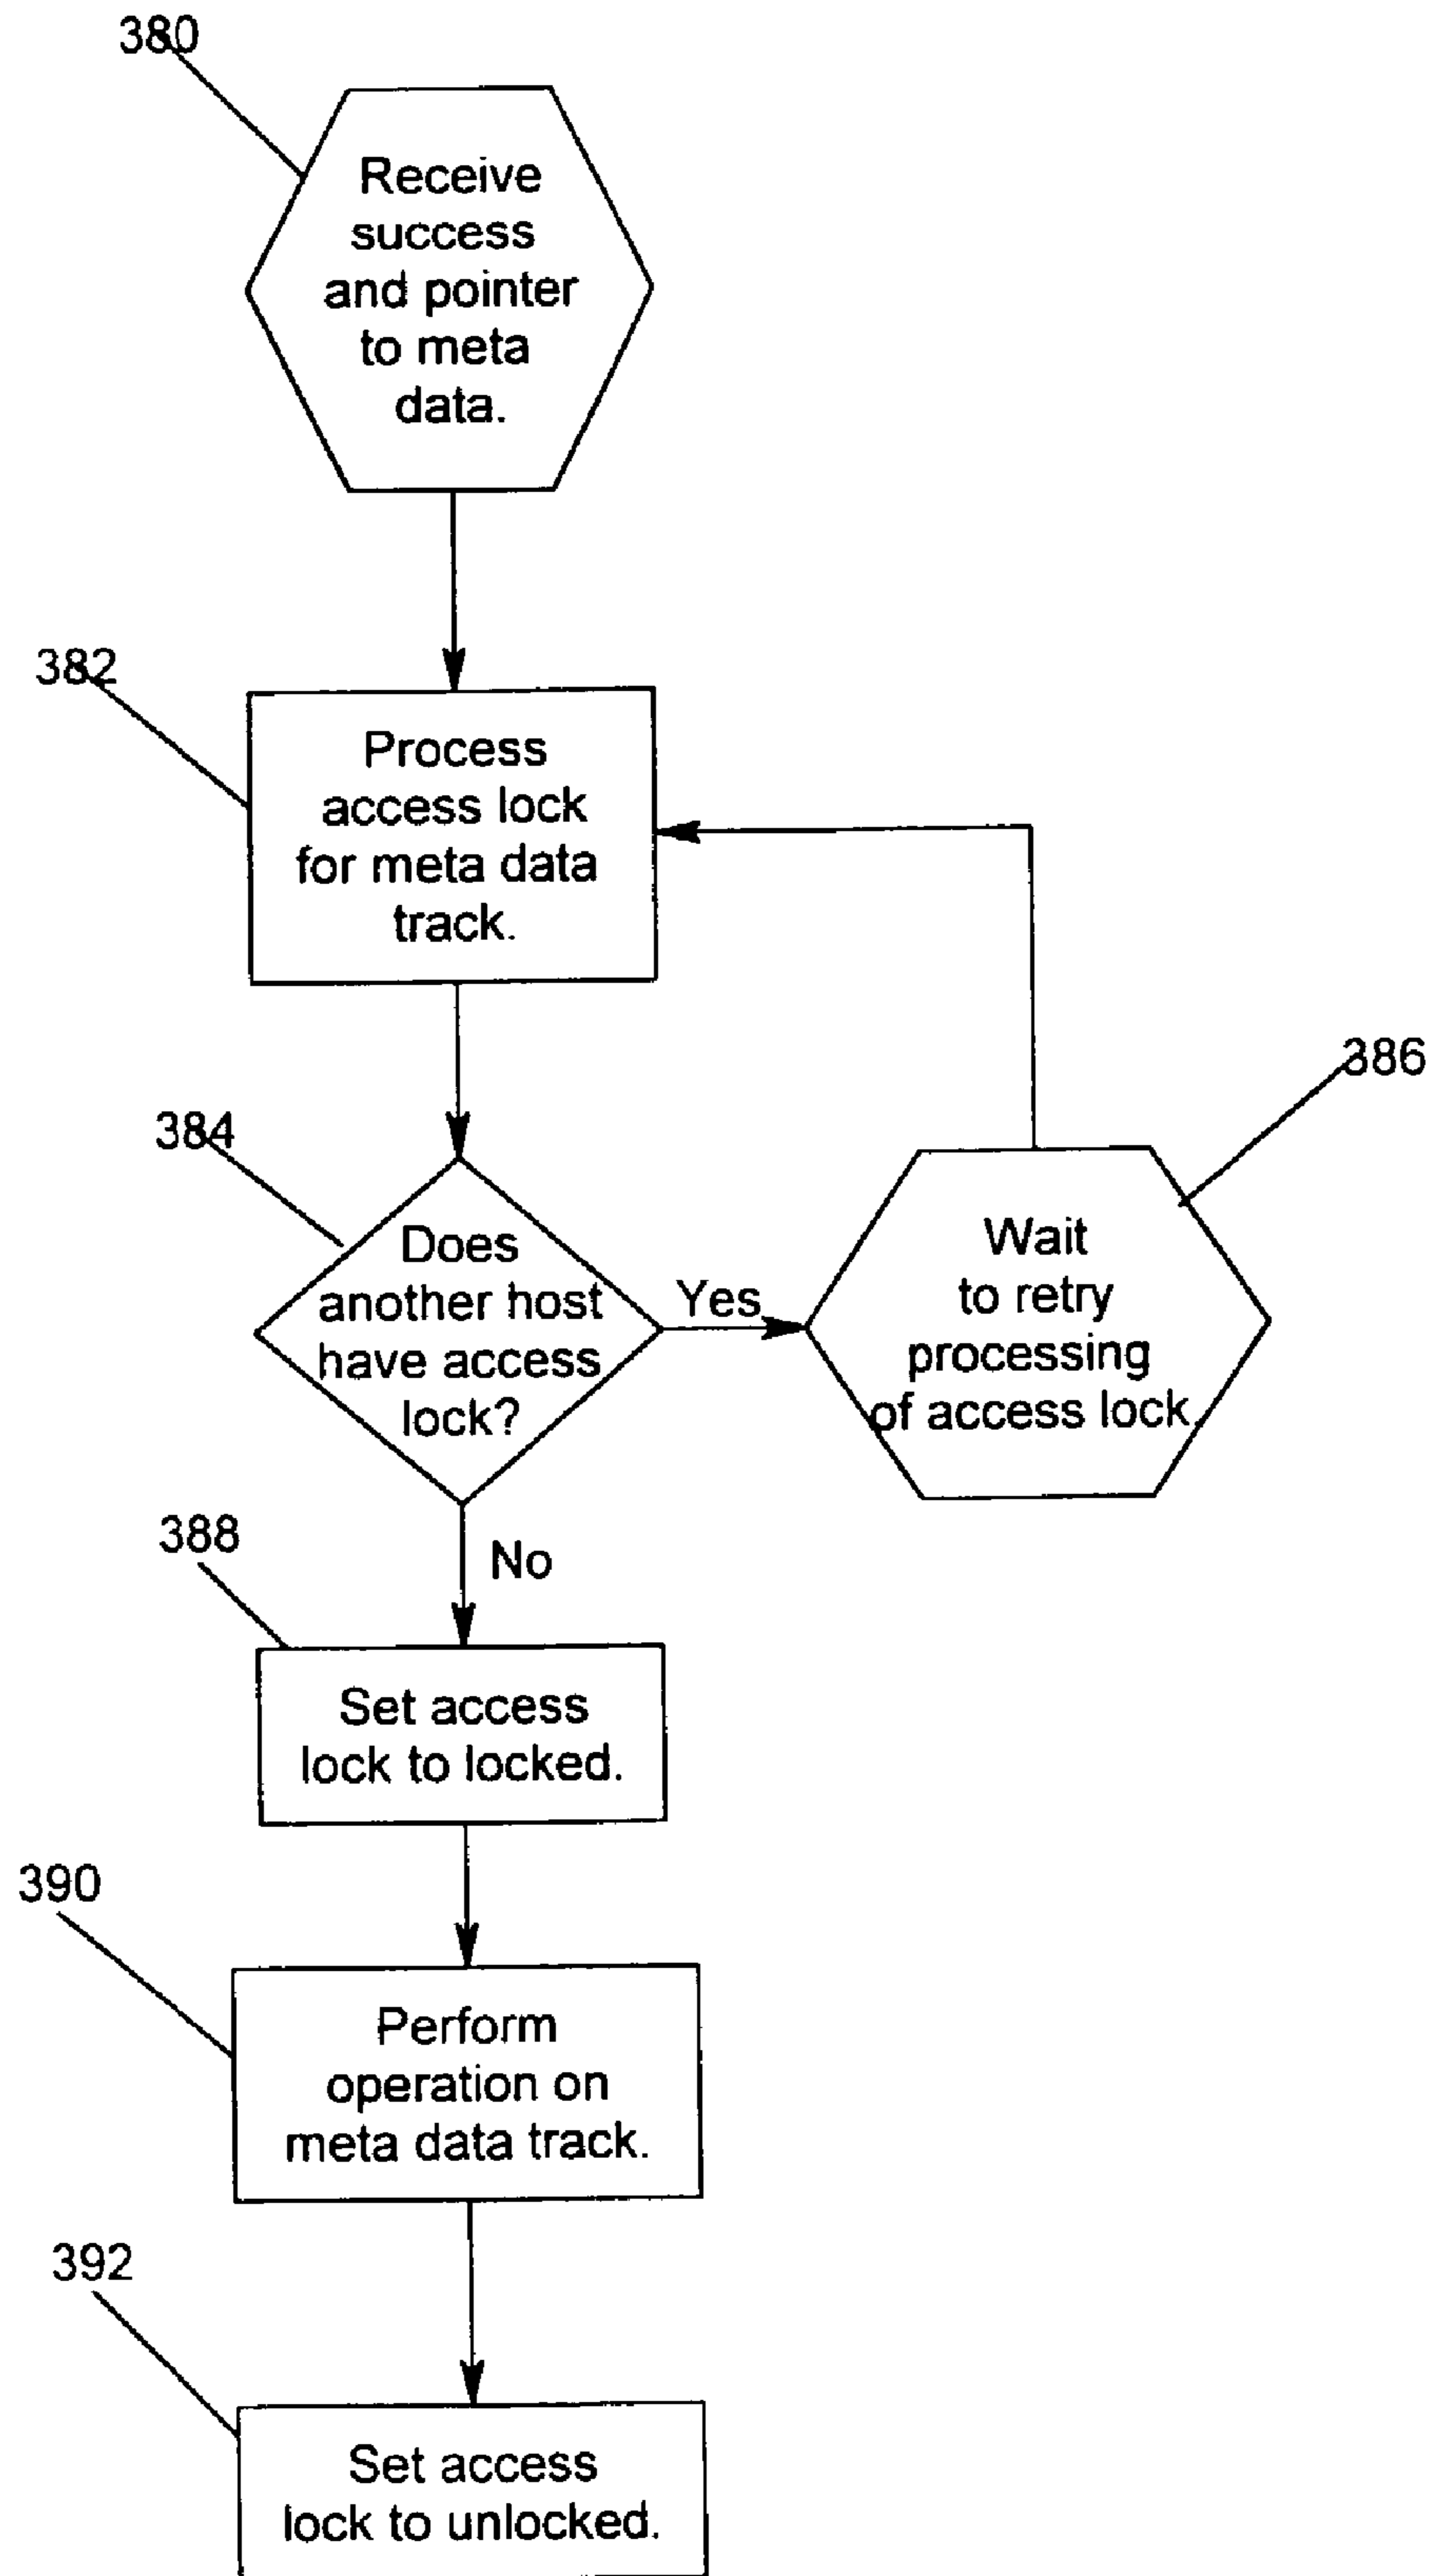 380
Receive
success
and pointer
to meta
data.
382
Process
access lock
for meta data
track.
384
Does
another host
have access
lock?
Yes
386
Wait
to retry
processing
of access lock.
388
No
Set access
lock to locked.
390
Perform
operation on
meta data track.
392
Set access
lock to unlocked.